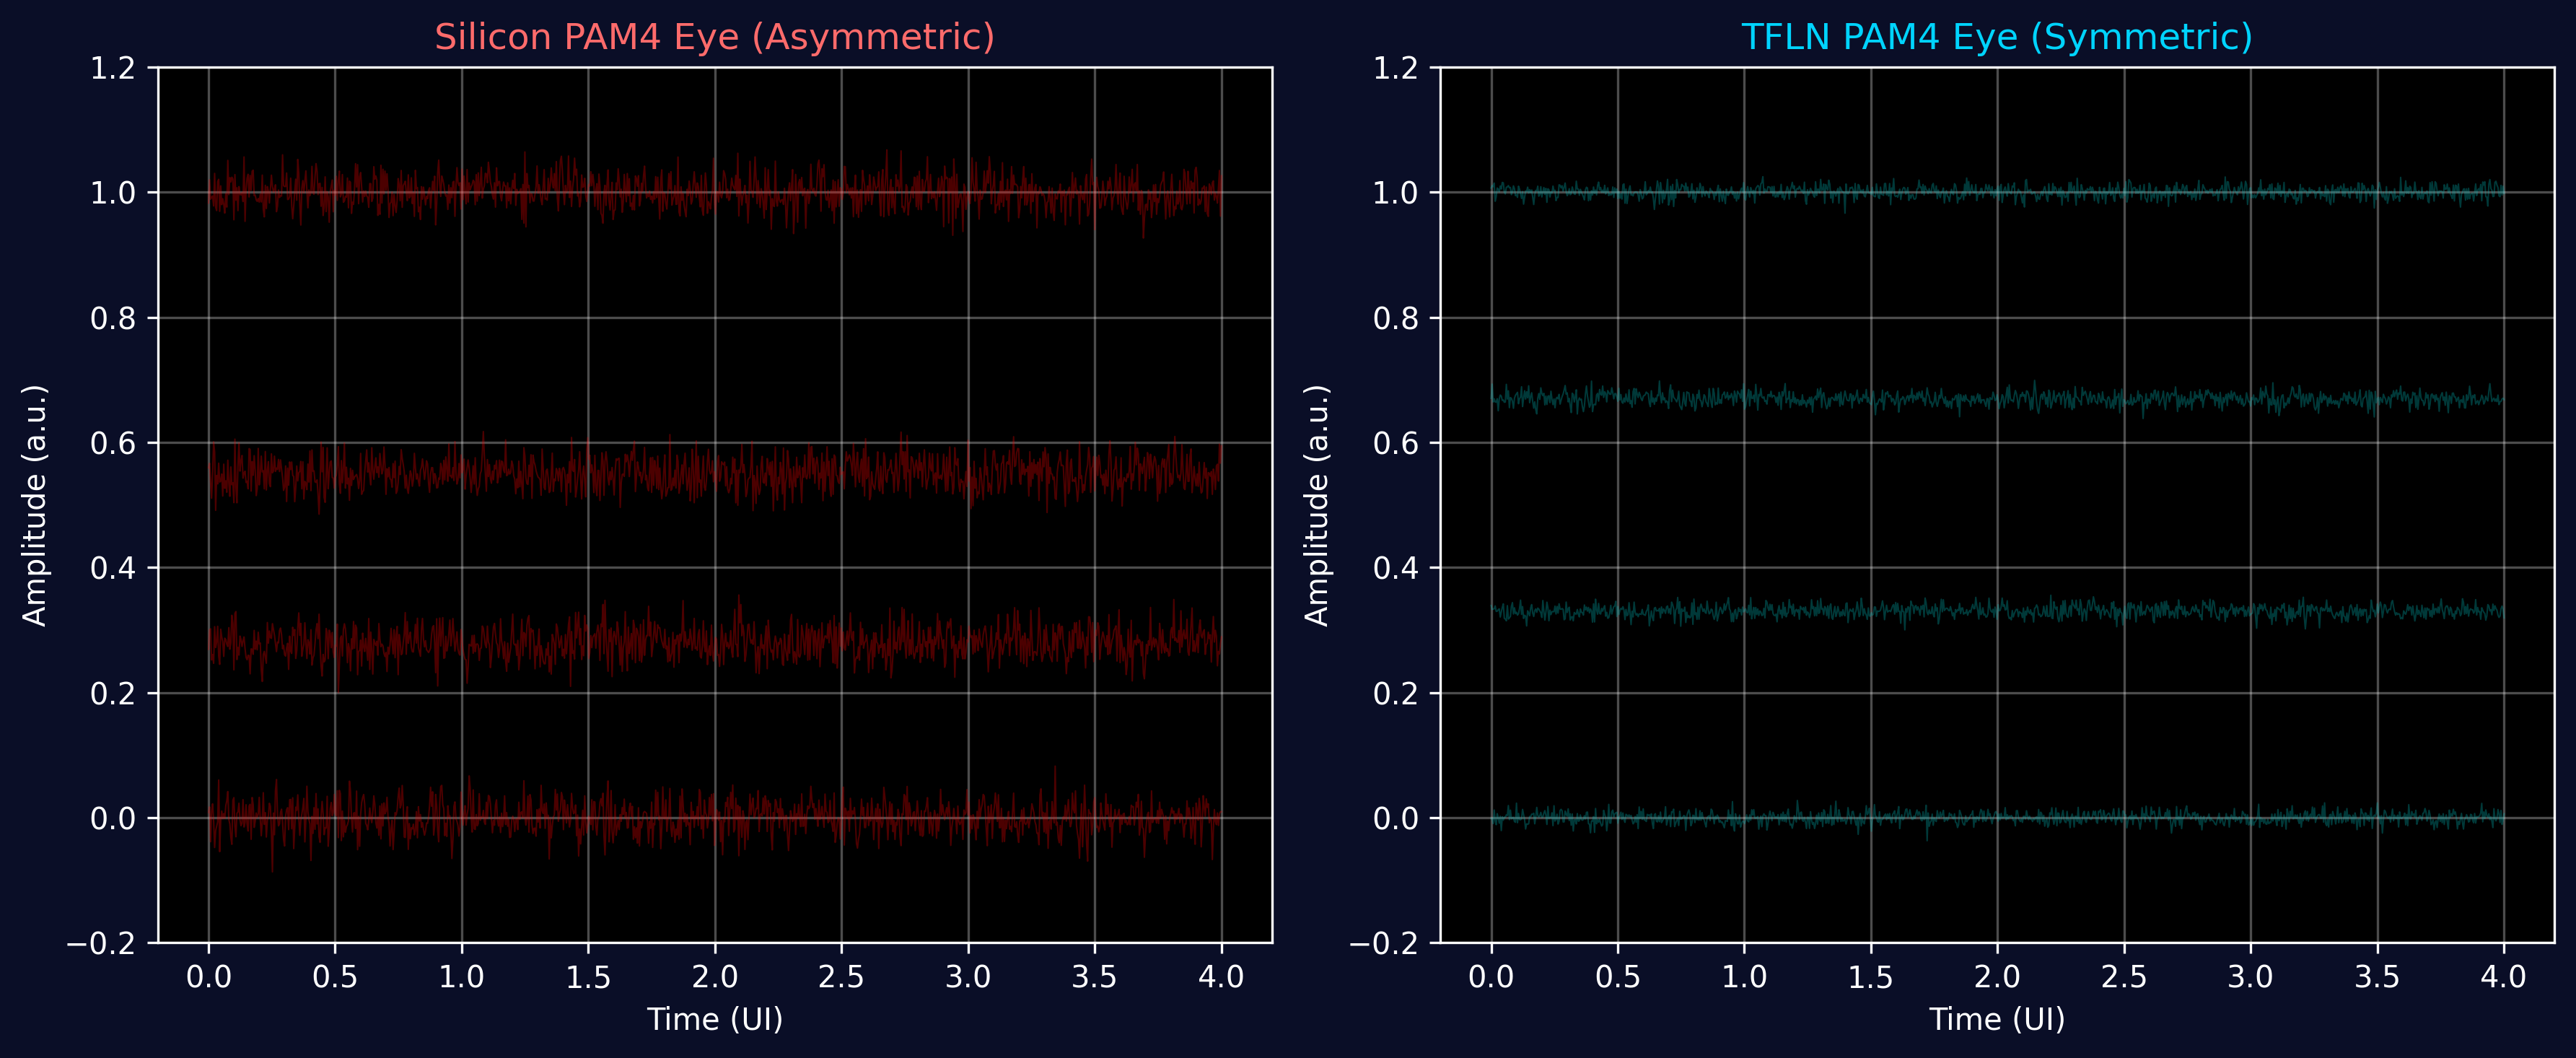 Silicon PAM4 Eye (Asymmetric)
1.2
1.0
0.8
0.6
0.4
0.2
0.0
−0.2
Amplitude (a.u.)
0.0 0.5 1.0 1.5 2.0 2.5 3.0 3.5 4.0
Time (UI)
TFLN PAM4 Eye (Symmetric)
1.2
1.0
0.8
0.6
0.4
0.2
0.0
−0.2
Amplitude (a.u.)
0.0 0.5 1.0 1.5 2.0 2.5 3.0 3.5 4.0
Time (UI)